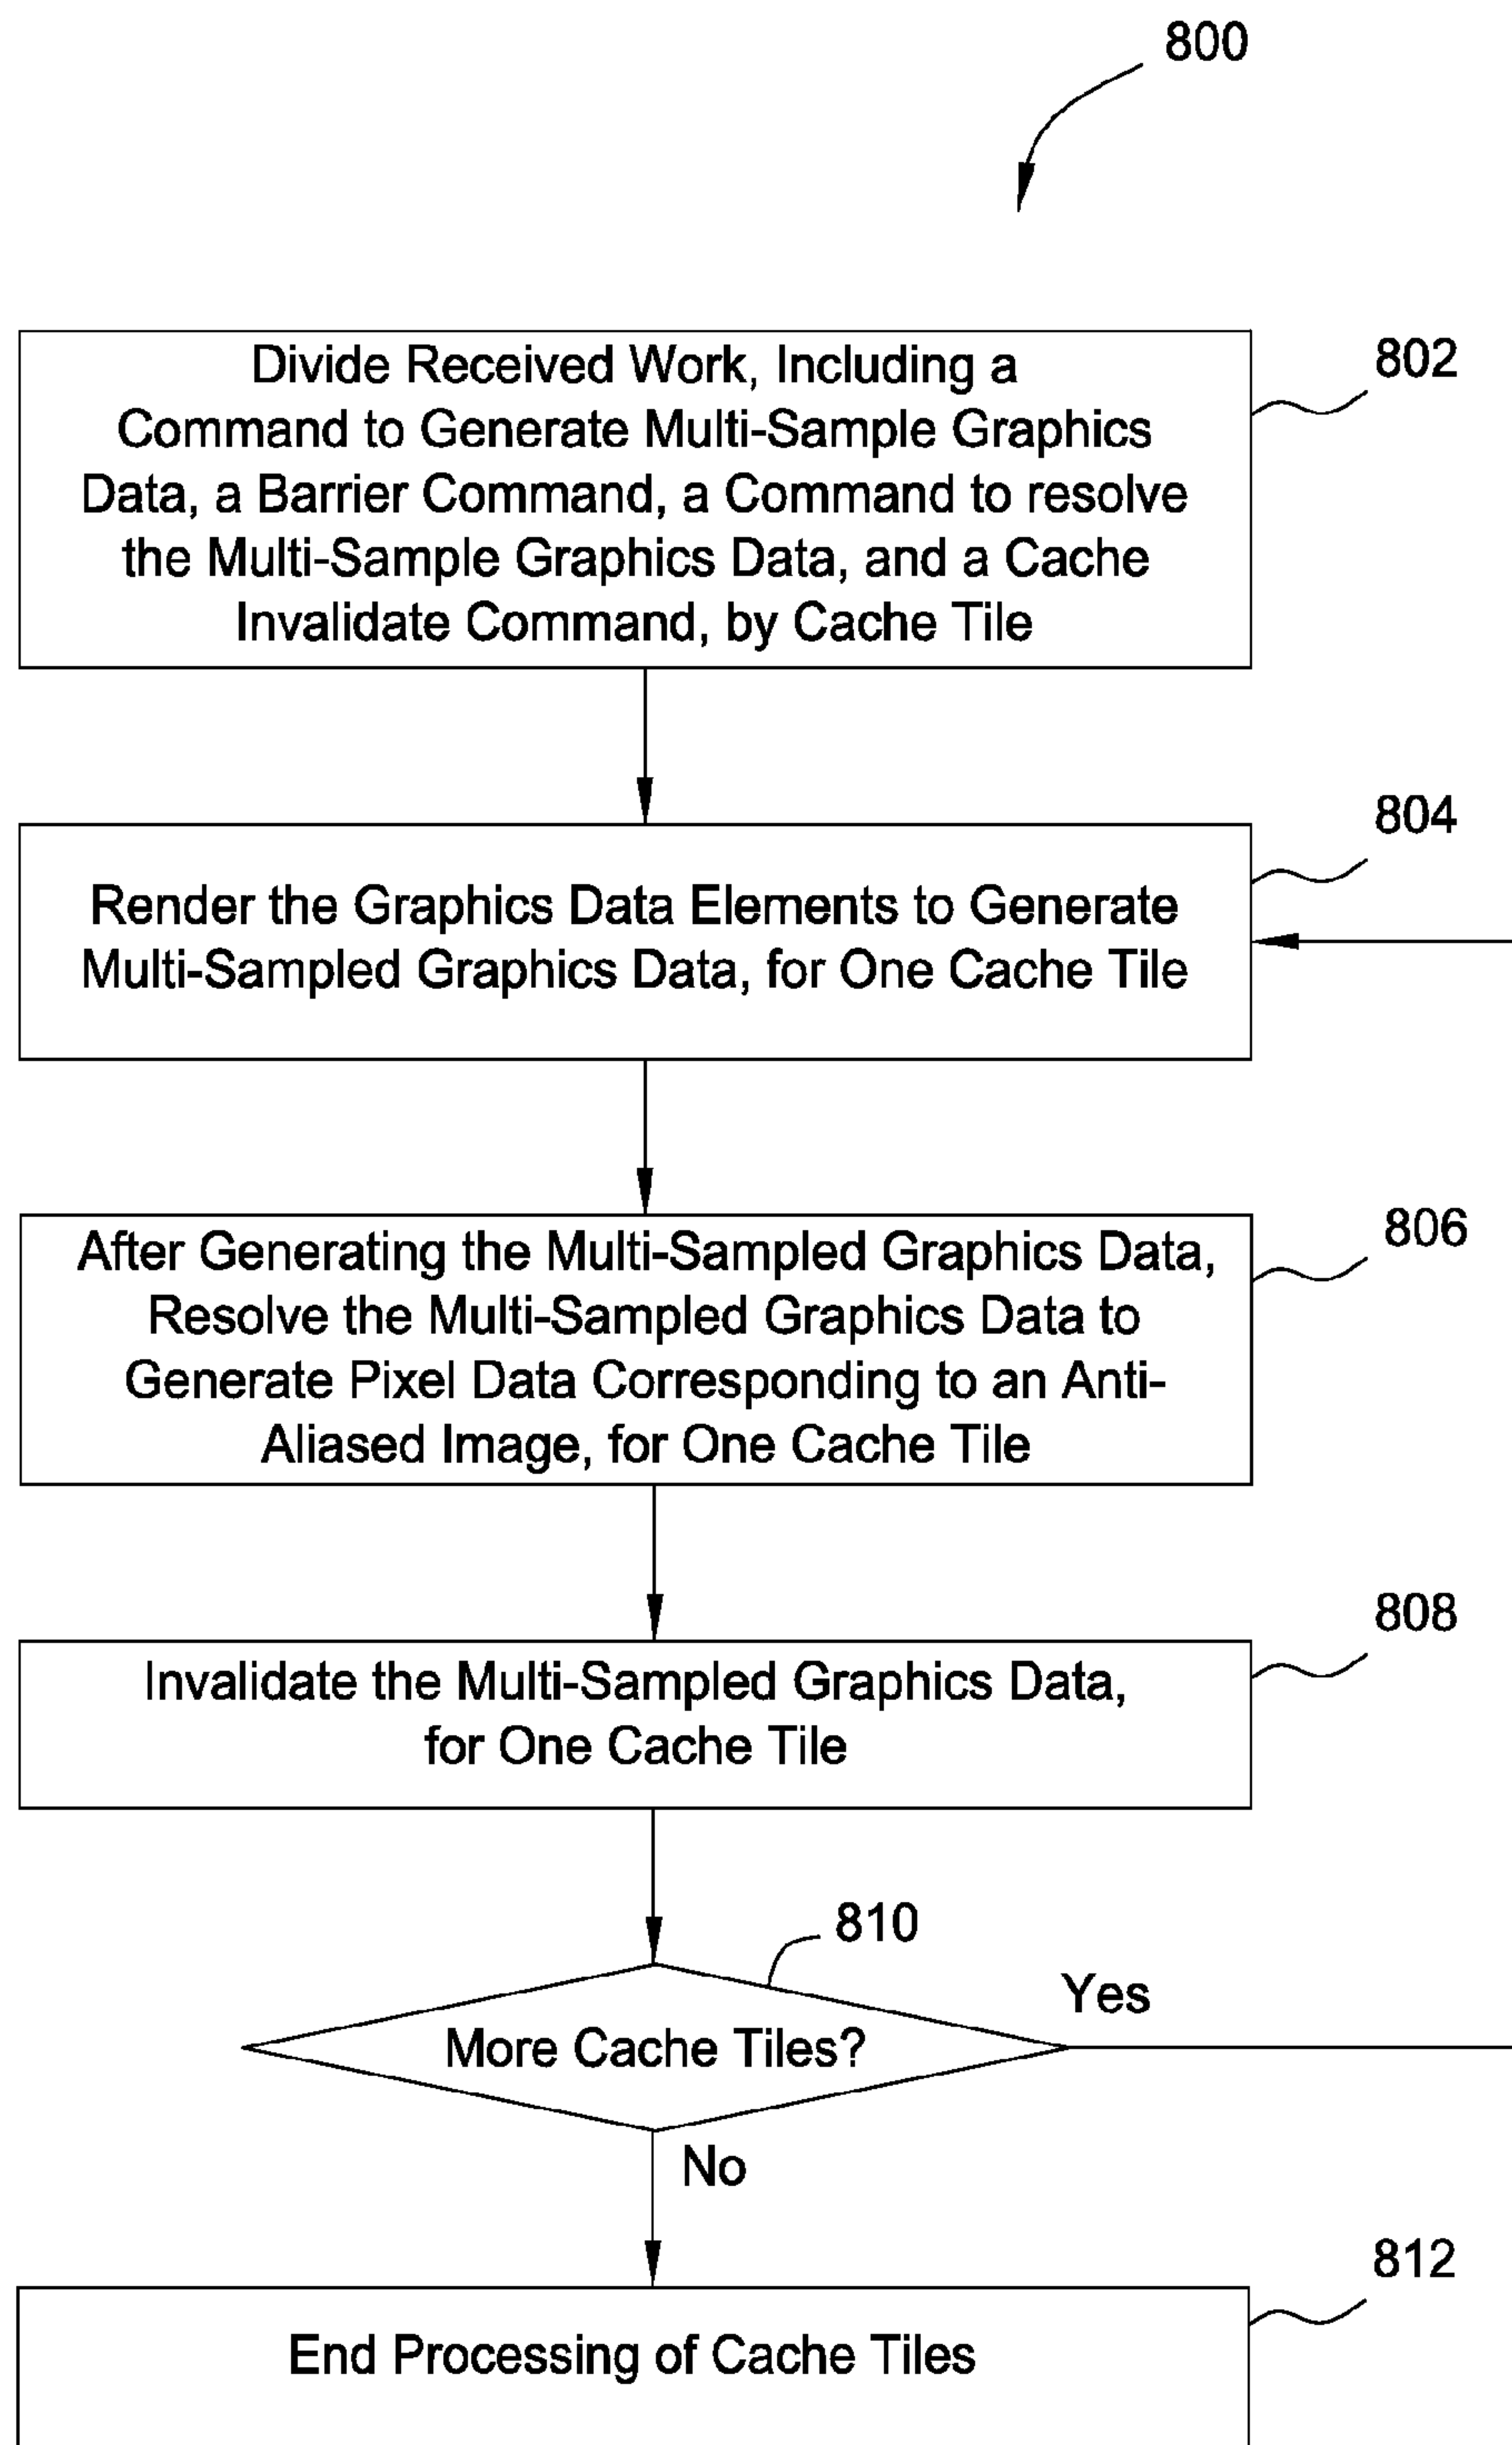 800
Divide Received Work, Including a
Command to Generate Multi-Sample Graphics
Data, a Barrier Command, a Command to resolve
the Multi-Sample Graphics Data, and a Cache
Invalidate Command, by Cache Tile
802
804
Render the Graphics Data Elements to Generate
Multi-Sampled Graphics Data, for One Cache Tile
806
After Generating the Multi-Sampled Graphics Data,
Resolve the Multi-Sampled Graphics Data to
Generate Pixel Data Corresponding to an Anti-
Aliased Image, for One Cache Tile
808
Invalidate the Multi-Sampled Graphics Data,
for One Cache Tile
810
Yes
More Cache Tiles?
No
812
End Processing of Cache Tiles